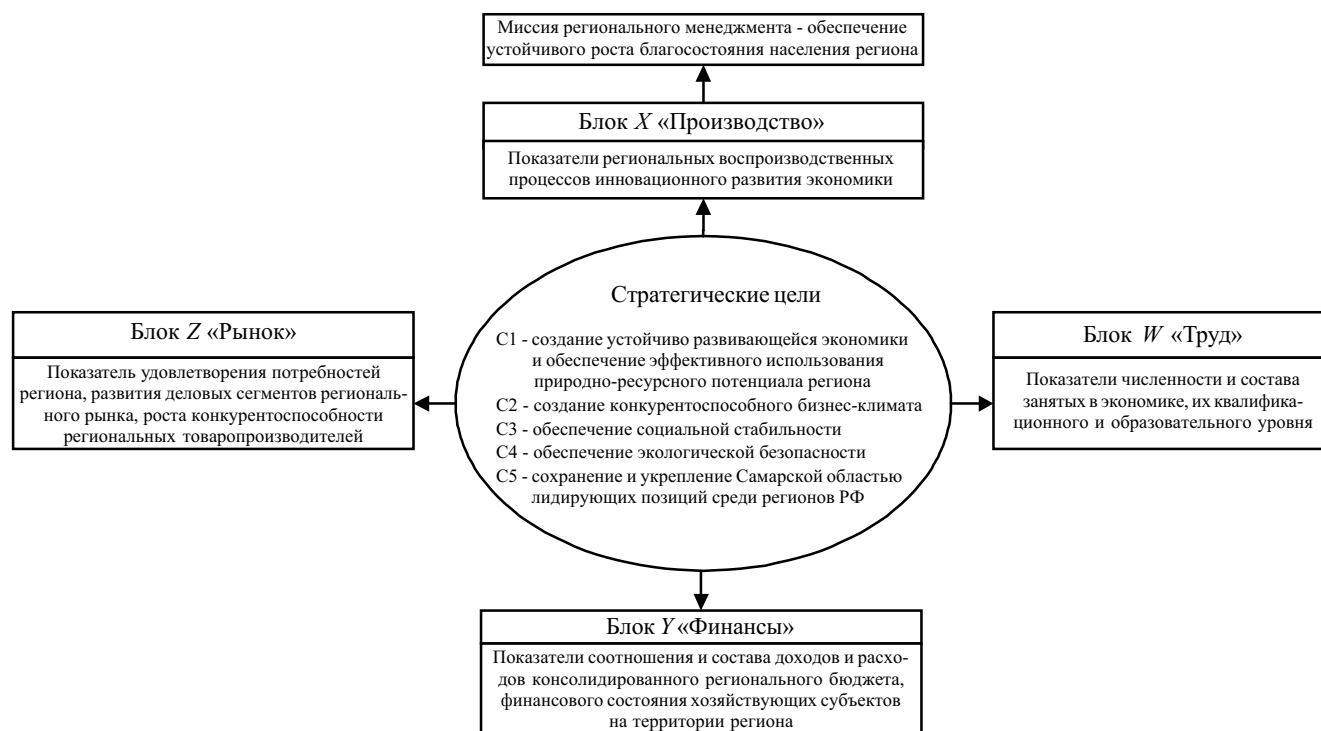 Миссия регионального менеджмента - обеспечение
устойчивого роста благосостояния населения региона
Блок X «Производство»
Показатели региональных воспроизводственных
процессов инновационного развития экономики
Стратегические цели
С1 - создание устойчиво развивающейся экономики
и обеспечение эффективного использования
природно-ресурсного потенциала региона
С2 - создание конкурентоспособного бизнес-климата
С3 - обеспечение социальной стабильности
С4 - обеспечение экологической безопасности
С5 - сохранение и укрепление Самарской областью
лидирующих позиций среди регионов РФ
Блок Z «Рынок»
Показатель удовлетворения потребностей
региона, развития деловых сегментов региональ-
ного рынка, роста конкурентоспособности
региональных товаропроизводителей
Блок W «Труд»
Показатели численности и состава
занятых в экономике, их квалифика-
ционного и образовательного уровня
Блок Y «Финансы»
Показатели соотношения и состава доходов и расхо-
дов консолидированного регионального бюджета,
финансового состояния хозяйствующих субъектов
на территории региона